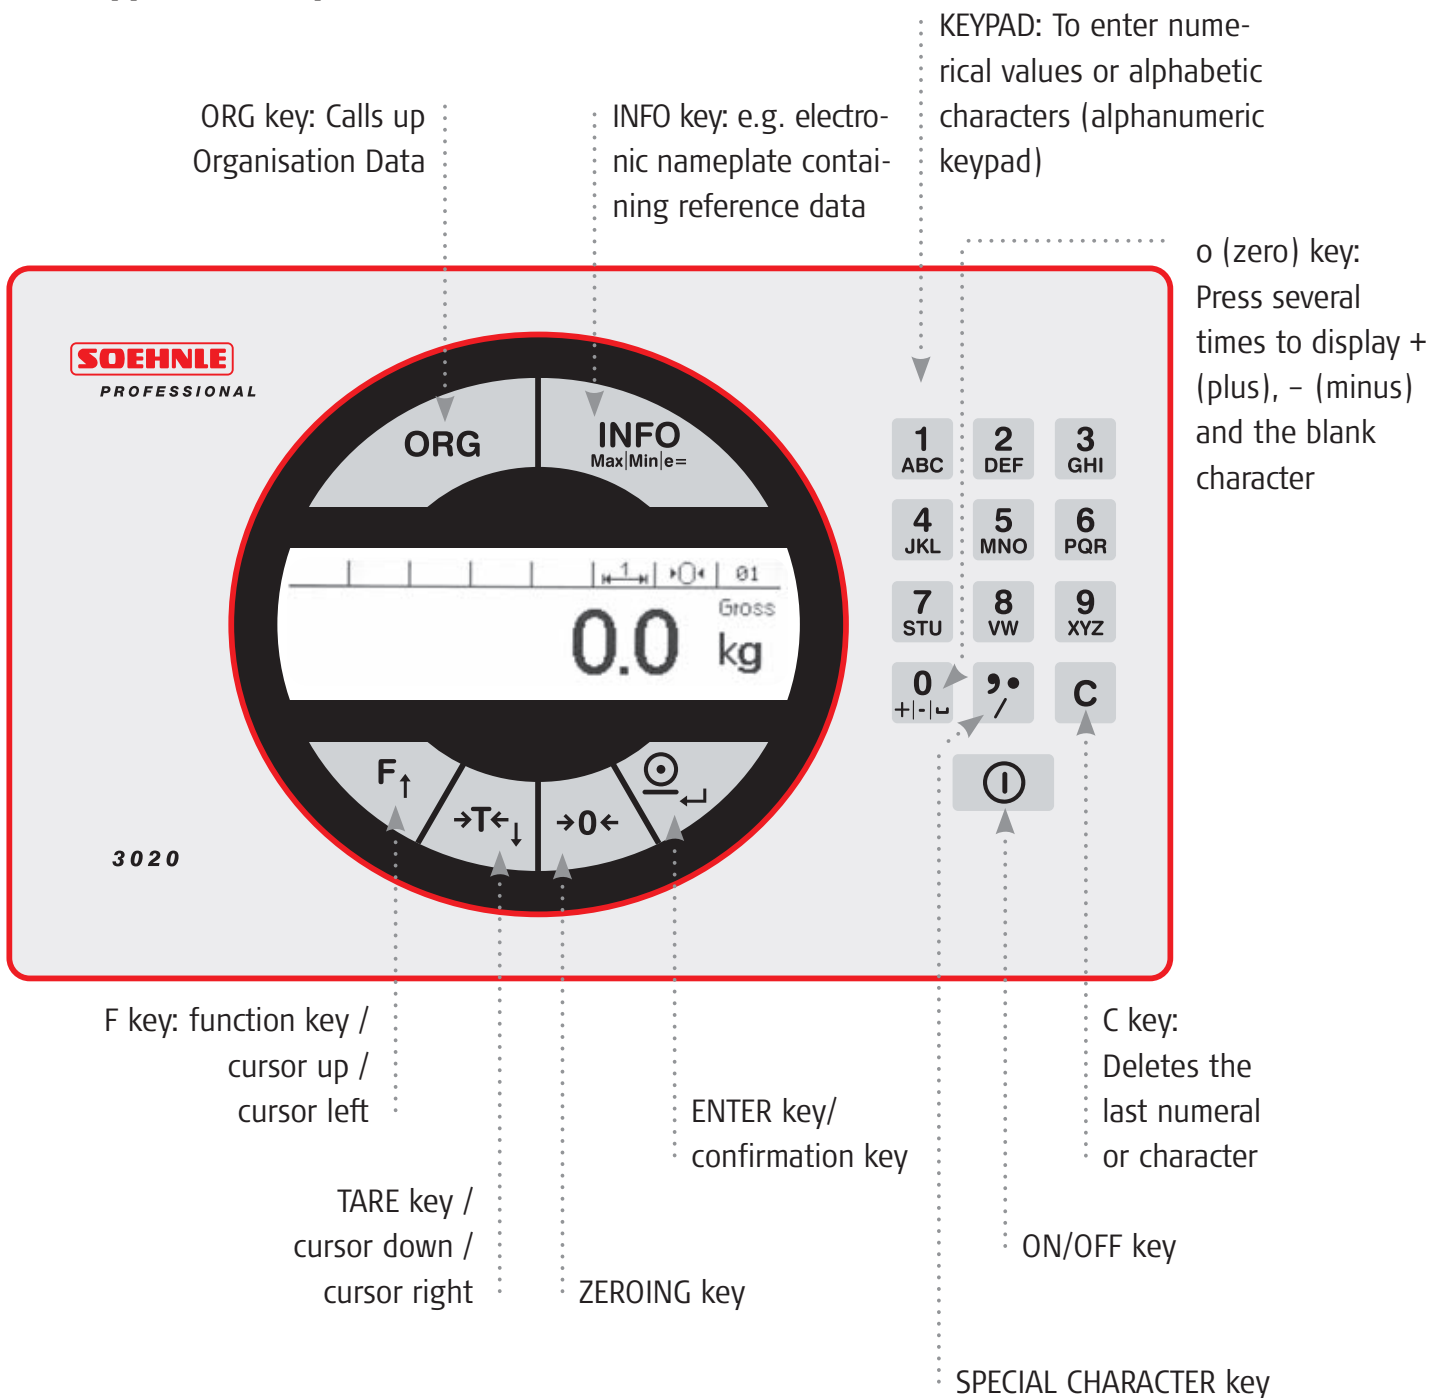 KEYPAD: To enter nume-
rical values or alphabetic
characters (alphanumeric
keypad)
ORG key: Calls up
Organisation Data
INFO key: e.g. electro-
nic nameplate contai-
ning reference data
o (zero) key:
Press several
times to display +
(plus), – (minus)
and the blank
character
SOEHNLE
PROFESSIONAL
ORG
INFO
Max|Min|e=
1
ABC
2
DEF
3
GHI
4
JKL
5
MNO
6
PQR
7
STU
8
VW
9
XYZ
0
+|-|⎵
,•
/
C
1
→0←
01
Gross
0.0 kg
F↑
→T←↓
→0←
3020
F key: function key /
cursor up /
cursor left
TARE key /
cursor down /
cursor right
ZEROING key
ENTER key/
confirmation key
C key:
Deletes the
last numeral
or character
ON/OFF key
SPECIAL CHARACTER key